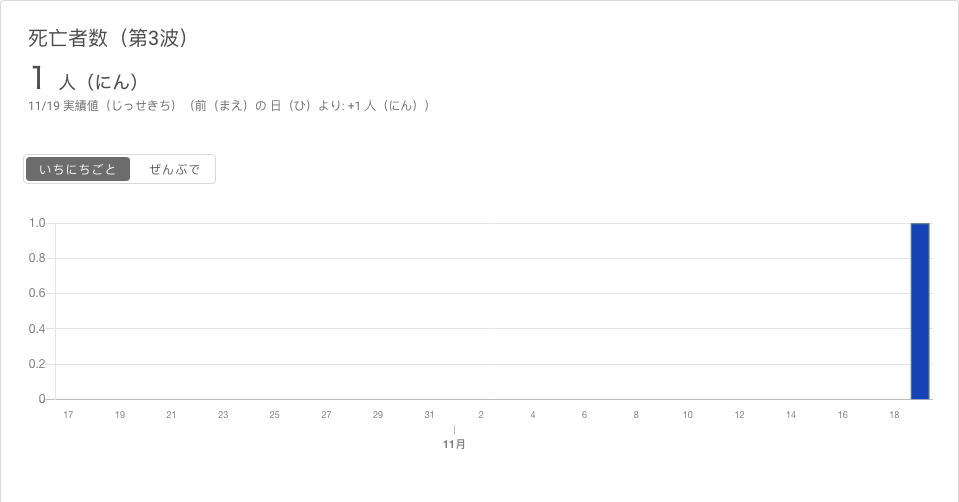 死亡者数（第3波）
1 人（にん）
11/19 実績値（じっせきち）（前（まえ）の 日（ひ）より: +1 人（にん））
いちにちごと ぜんぶで
1.0
0.8
0.6
0.4
0.2
0
17 19 21 23 25 27 29 31 2 4 6 8 10 12 14 16 18
11月